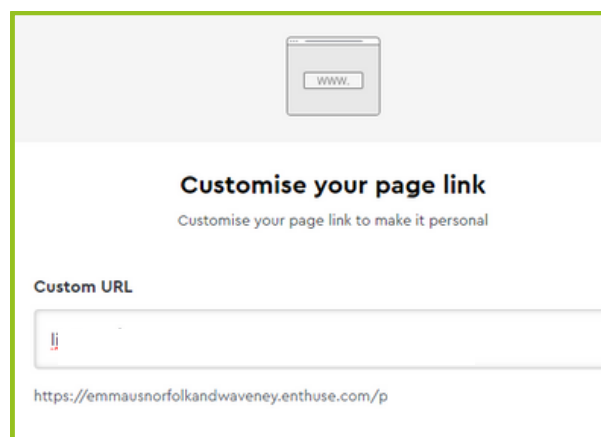 www.
Customise your page link
Customise your page link to make it personal
Custom URL
li
https://emmausnorfolkandwaveney.enthuse.com/p